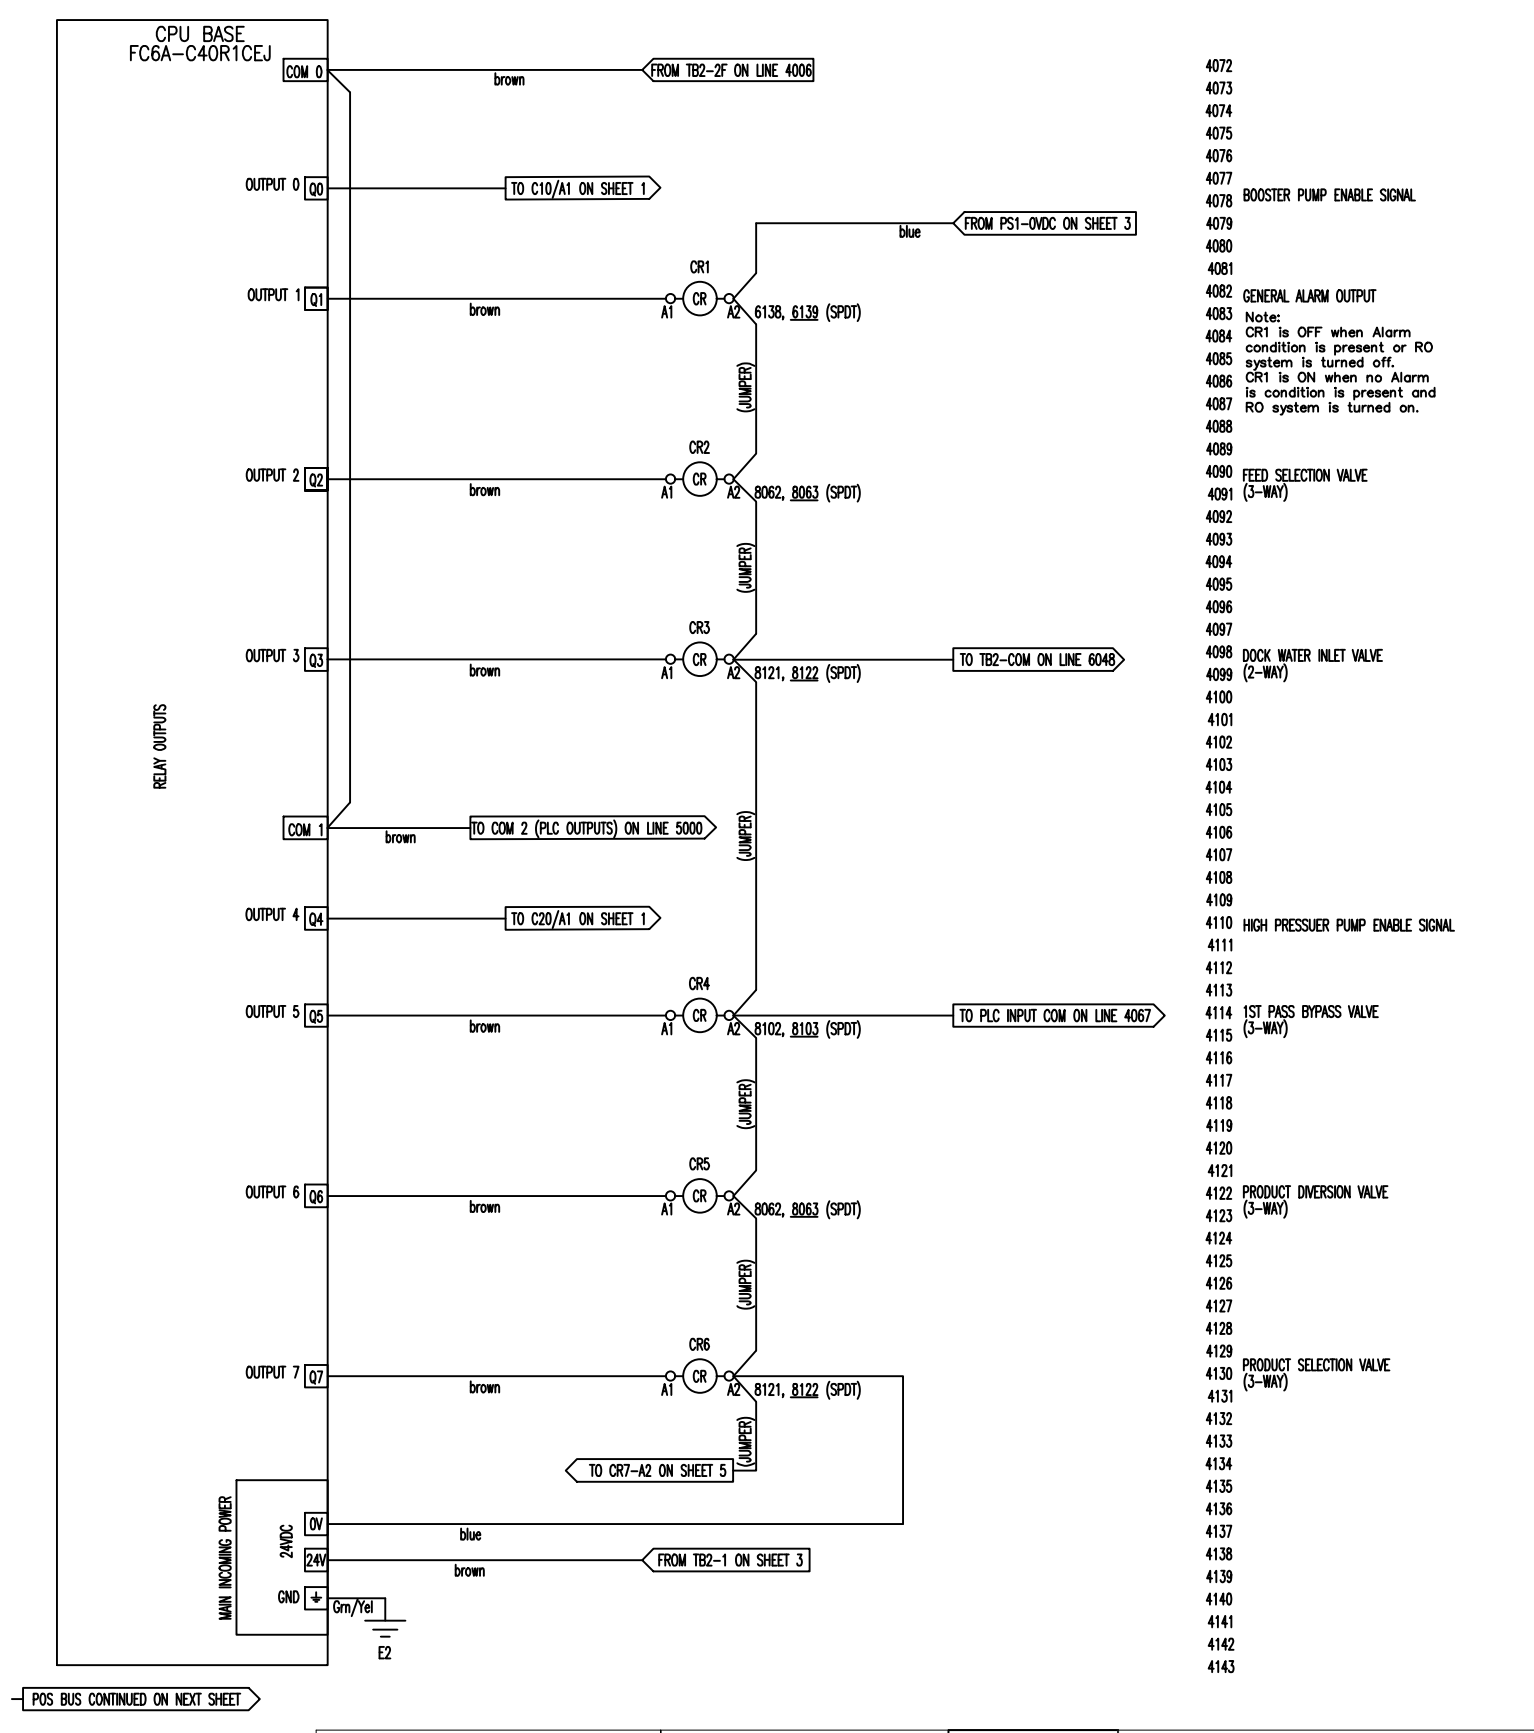 CPU BASE
FC6A-C40R1CEJ
COM 0
brown
FROM TB2-2F ON LINE 4006
OUTPUT 0
Q0
TO C10/A1 ON SHEET 1
blue
FROM PS1-0VDC ON SHEET 3
OUTPUT 1
Q1
brown
CR1
A1
CR
A2
6138, 6139 (SPDT)
(JUMPER)
OUTPUT 2
Q2
brown
CR2
A1
CR
A2
8062, 8063 (SPDT)
(JUMPER)
OUTPUT 3
Q3
brown
CR3
A1
CR
A2
8121, 8122 (SPDT)
TO TB2-COM ON LINE 6048
RELAY OUTPUTS
COM 1
brown
TO COM 2 (PLC OUTPUTS) ON LINE 5000
(JUMPER)
OUTPUT 4
Q4
TO C20/A1 ON SHEET 1
OUTPUT 5
Q5
brown
CR4
A1
CR
A2
8102, 8103 (SPDT)
TO PLC INPUT COM ON LINE 4067
(JUMPER)
OUTPUT 6
Q6
brown
CR5
A1
CR
A2
8062, 8063 (SPDT)
(JUMPER)
OUTPUT 7
Q7
brown
CR6
A1
CR
A2
8121, 8122 (SPDT)
(JUMPER)
TO CR7-A2 ON SHEET 5
MAIN INCOMING POWER
24VDC
0V
blue
24V
brown
FROM TB2-1 ON SHEET 3
GND
Grn/Yel
E2
POS BUS CONTINUED ON NEXT SHEET
4072
4073
4074
4075
4076
4077
4078 BOOSTER PUMP ENABLE SIGNAL
4079
4080
4081
4082 GENERAL ALARM OUTPUT
4083
4084
4085
4086
4087
Note:
CR1 is OFF when Alarm
condition is present or RO
system is turned off.
CR1 is ON when no Alarm
is condition is present and
RO system is turned on.
4088
4089
4090 FEED SELECTION VALVE
4091 (3-WAY)
4092
4093
4094
4095
4096
4097
4098 DOCK WATER INLET VALVE
4099 (2-WAY)
4100
4101
4102
4103
4104
4105
4106
4107
4108
4109
4110 HIGH PRESSUER PUMP ENABLE SIGNAL
4111
4112
4113
4114 1ST PASS BYPASS VALVE
4115 (3-WAY)
4116
4117
4118
4119
4120
4121
4122 PRODUCT DIVERSION VALVE
4123 (3-WAY)
4124
4125
4126
4127
4128
4129
4130 PRODUCT SELECTION VALVE
(3-WAY)
4131
4132
4133
4134
4135
4136
4137
4138
4139
4140
4141
4142
4143